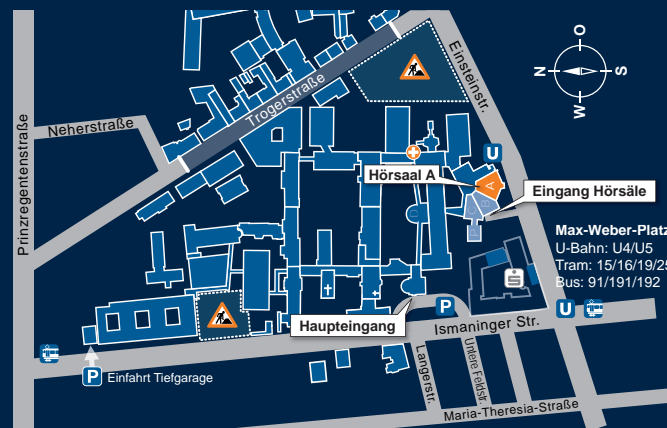 O
N
S
W
Einsteinstr.
Trogerstraße
Neherstraße
Prinzregentenstraße
U
Hörsaal A
A
B
C
D
Eingang Hörsäle
Max-Weber-Platz
U-Bahn: U4/U5
Tram: 15/16/19/25
Bus: 91/191/192
Haupteingang
P
Ismaninger Str.
U
P
Einfahrt Tiefgarage
Langerstr.
Untere Feldstr.
Maria-Theresia-Straße